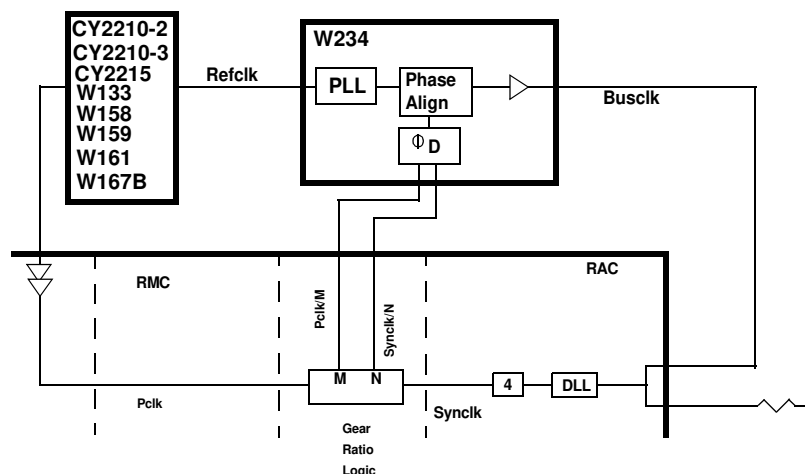 CY2210-2
CY2210-3
CY2215
W133
W158
W159
W161
W167B
Refclk
W234
PLL
Phase
Align
Φ D
Busclk
RMC
RAC
Pclk/M
Synclk/N
M N
4
DLL
Pclk
Synclk
Gear
Ratio
Logic